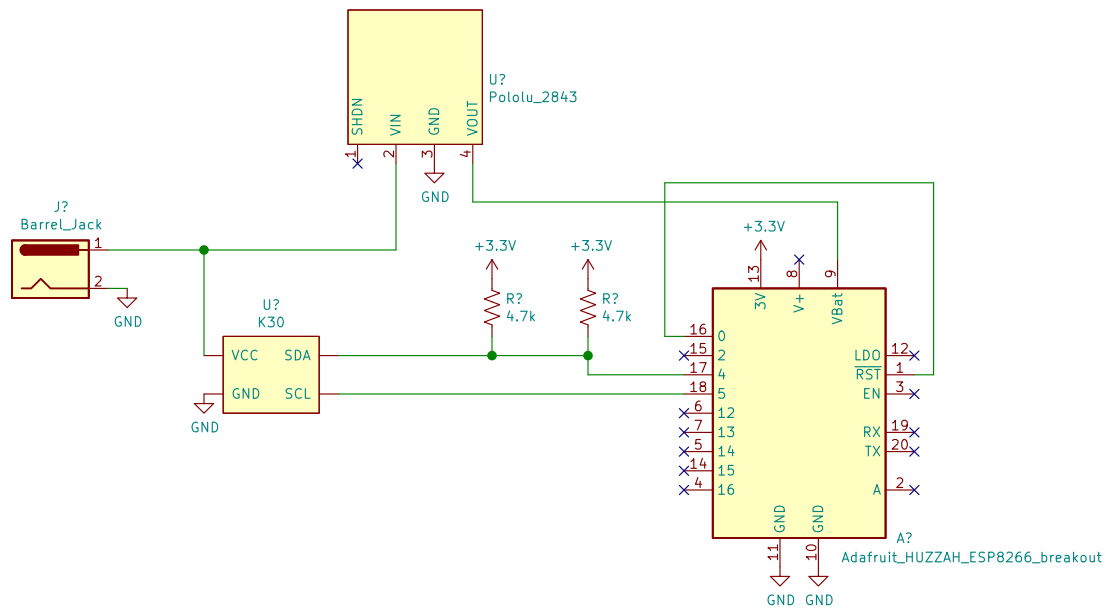 U?
Pololu_2843
SHDN
VIN
GND
VOUT
1
2
3
4
GND
J?
Barrel_Jack
1
2
GND
+3.3V
+3.3V
R?
4.7k
R?
4.7k
U?
K30
VCC
SDA
GND
SCL
GND
13
8
9
3V
V+
VBat
16
0
15
2
17
4
18
5
6
12
7
13
5
14
14
15
4
16
+3.3V
LDO
12
RST
1
EN
3
RX
19
TX
20
A
2
GND
GND
11
10
A?
Adafruit_HUZZAH_ESP8266_breakout
GND
GND